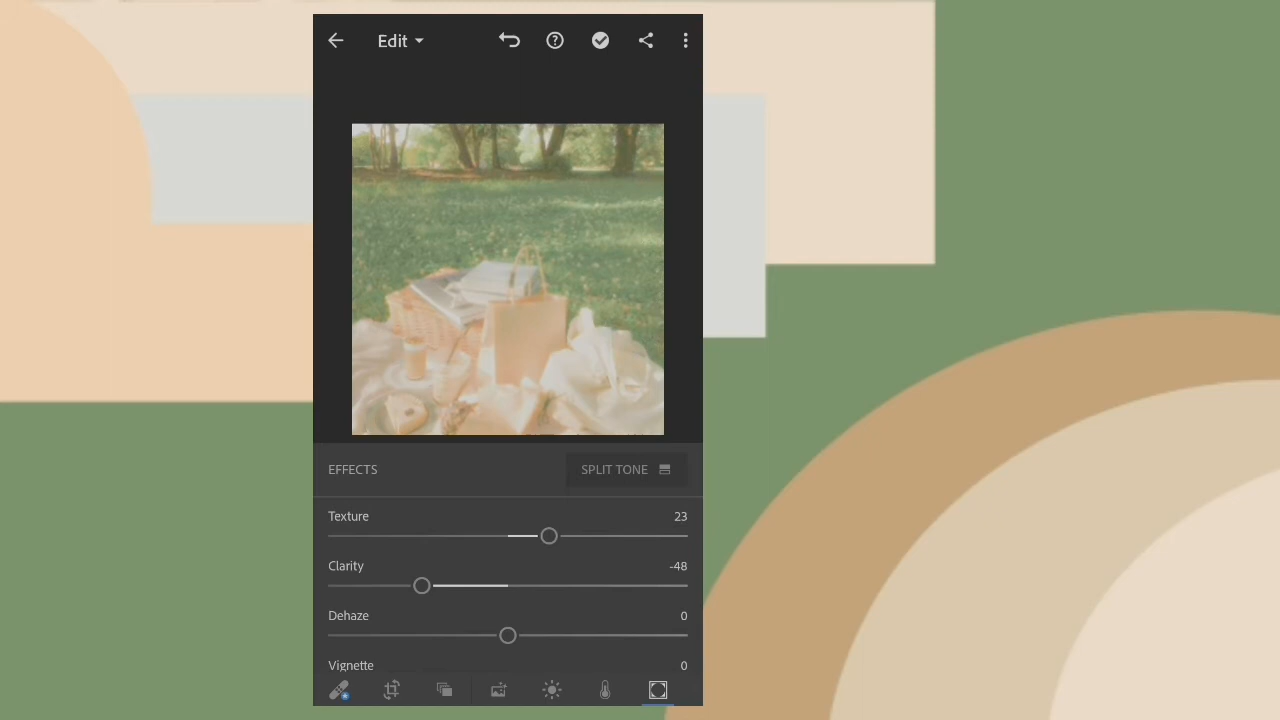 Edit
EFFECTS
SPLIT TONE
Texture 23
Clarity -48
Dehaze 0
Vignette 0